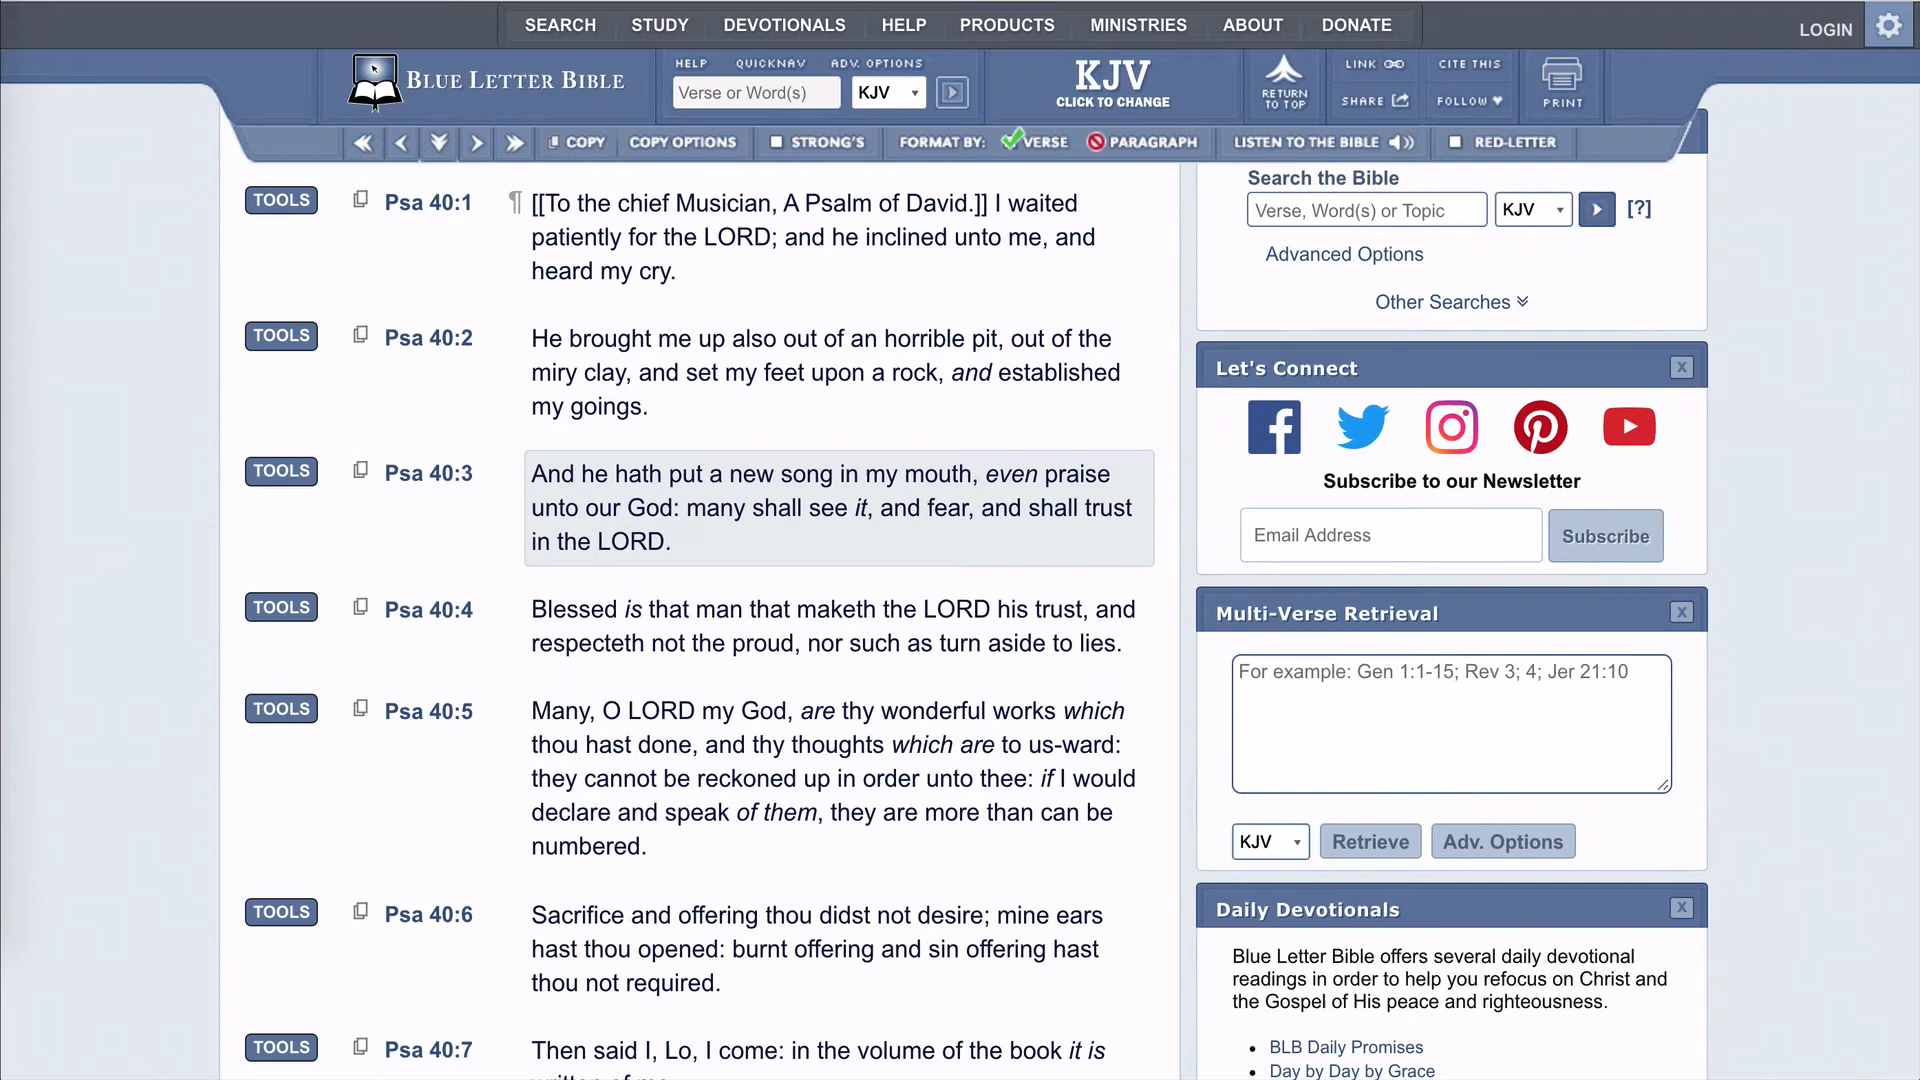 SEARCH STUDY DEVOTIONALS HELP PRODUCTS MINISTRIES ABOUT DONATE
LOGIN
BLUE LETTER BIBLE
HELP QUICKNAV ADV. OPTIONS
Verse or Word(s) KJV
KJV
CLICK TO CHANGE
RETURN
TO TOP
LINK CITE THIS
SHARE FOLLOW
PRINT
COPY COPY OPTIONS STRONG'S FORMAT BY: VERSE PARAGRAPH LISTEN TO THE BIBLE RED-LETTER
TOOLS Psa 40:1 ¶ [[To the chief Musician, A Psalm of David.]] I waited
patiently for the LORD; and he inclined unto me, and
heard my cry.
TOOLS Psa 40:2 He brought me up also out of an horrible pit, out of the
miry clay, and set my feet upon a rock, and established
my goings.
TOOLS Psa 40:3 And he hath put a new song in my mouth, even praise
unto our God: many shall see it, and fear, and shall trust
in the LORD.
TOOLS Psa 40:4 Blessed is that man that maketh the LORD his trust, and
respecteth not the proud, nor such as turn aside to lies.
TOOLS Psa 40:5 Many, O LORD my God, are thy wonderful works which
thou hast done, and thy thoughts which are to us-ward:
they cannot be reckoned up in order unto thee: if I would
declare and speak of them, they are more than can be
numbered.
TOOLS Psa 40:6 Sacrifice and offering thou didst not desire; mine ears
hast thou opened: burnt offering and sin offering hast
thou not required.
TOOLS Psa 40:7 Then said I, Lo, I come: in the volume of the book it is
Search the Bible
Verse, Word(s) or Topic KJV [?]
Advanced Options
Other Searches
Let's Connect X
Subscribe to our Newsletter
Email Address Subscribe
Multi-Verse Retrieval X
For example: Gen 1:1-15; Rev 3; 4; Jer 21:10
KJV Retrieve Adv. Options
Daily Devotionals X
Blue Letter Bible offers several daily devotional
readings in order to help you refocus on Christ and
the Gospel of His peace and righteousness.
• BLB Daily Promises
• Day by Day by Grace